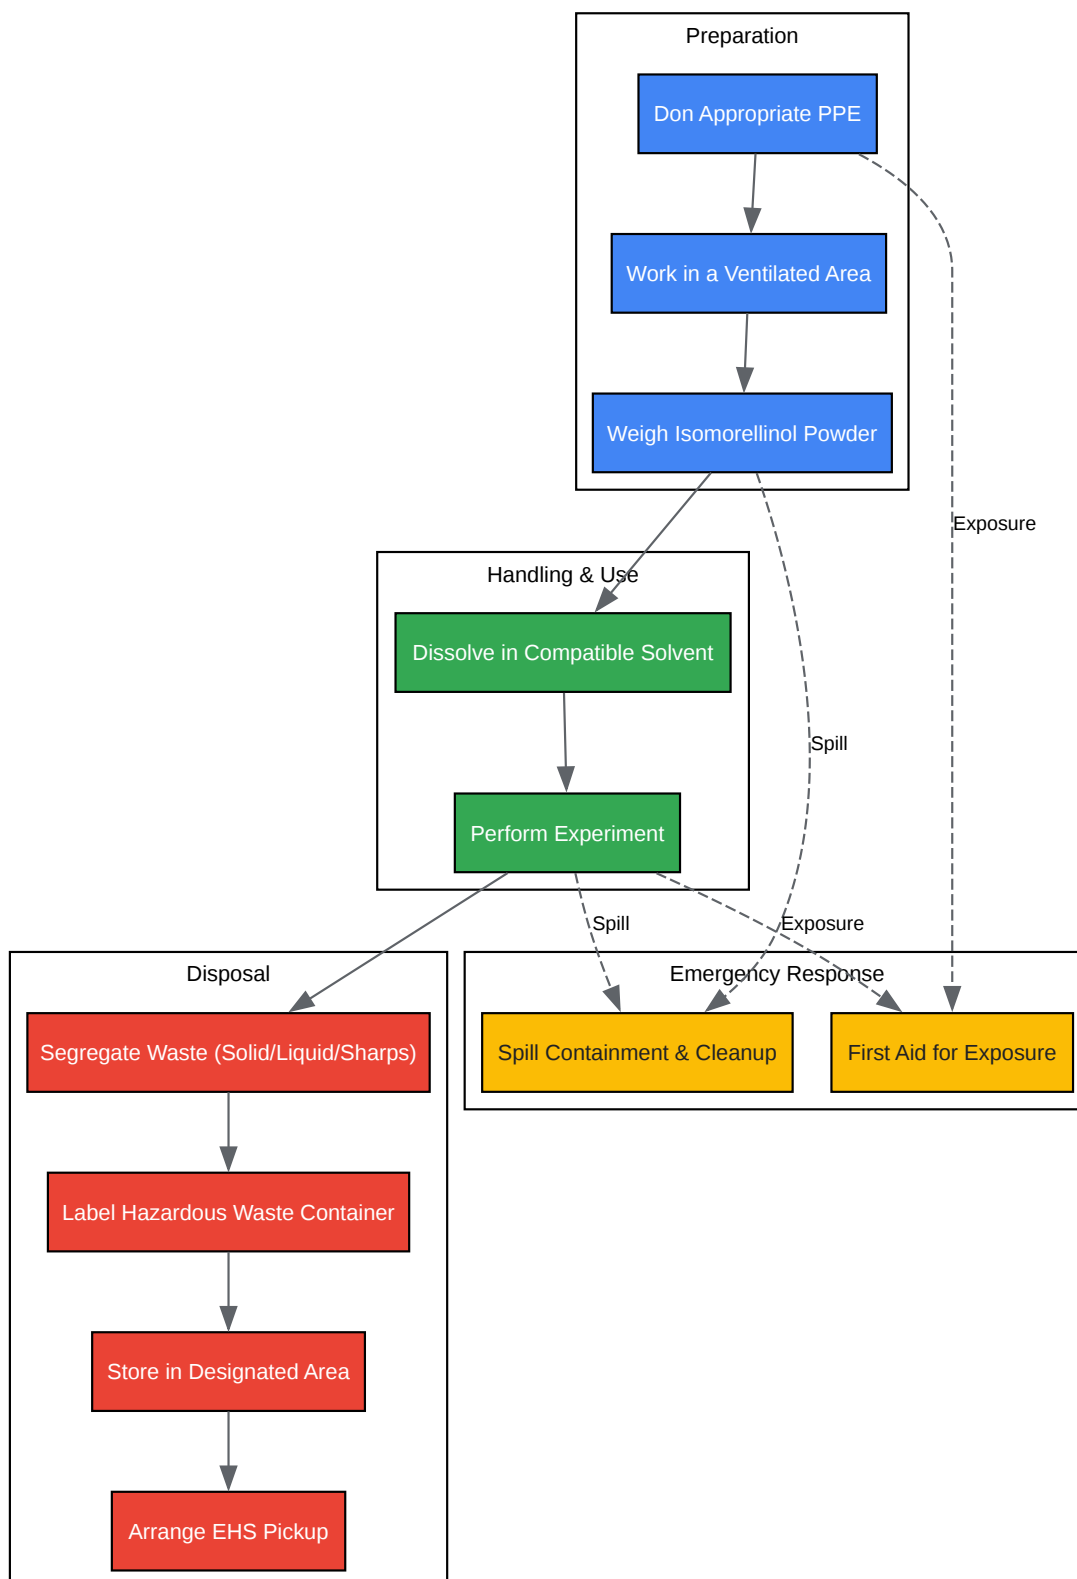 Preparation
Don Appropriate PPE
Work in a Ventilated Area
Weigh Isomorellinol Powder
Exposure
Handling & Use
Dissolve in Compatible Solvent
Spill
Perform Experiment
Spill
Exposure
Disposal
Segregate Waste (Solid/Liquid/Sharps)
Label Hazardous Waste Container
Store in Designated Area
Arrange EHS Pickup
Emergency Response
Spill Containment & Cleanup
First Aid for Exposure